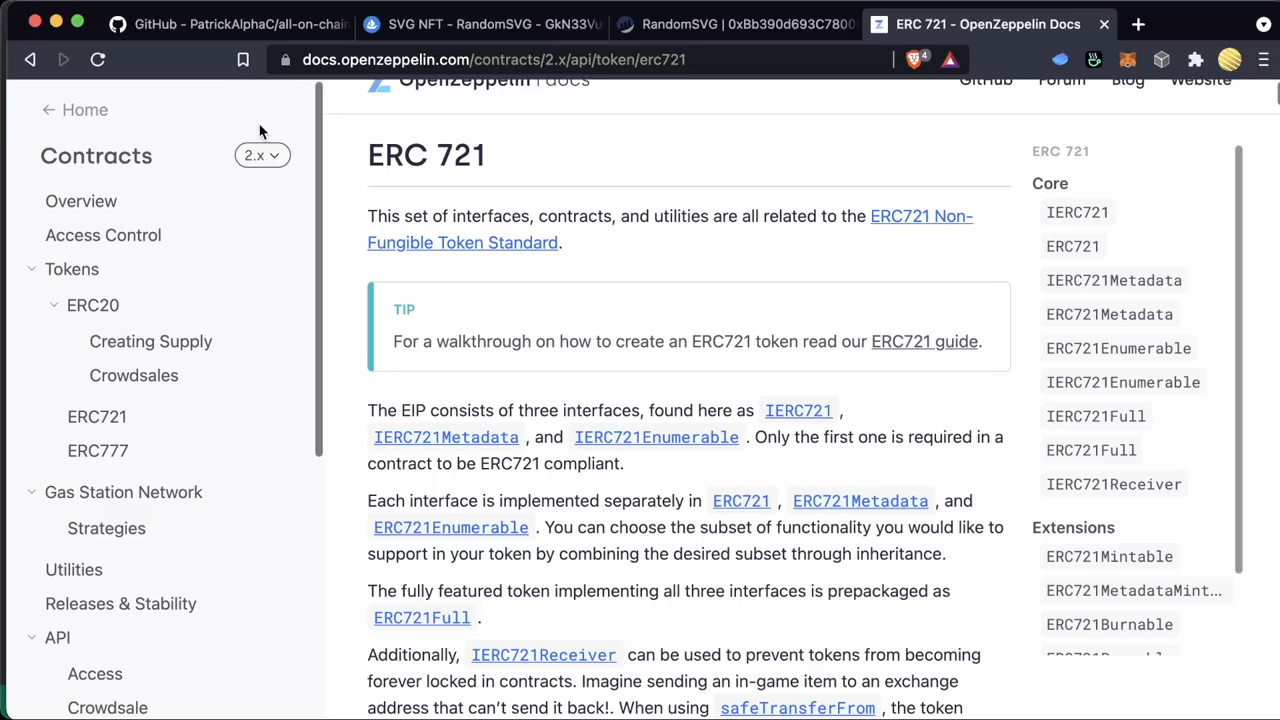 GitHub - PatrickAlphaC/all-on-chain
SVG NFT - RandomSVG - GkN33Vu
RandomSVG | 0xBb390d693C7800
ERC 721 - OpenZeppelin Docs
docs.openzeppelin.com/contracts/2.x/api/token/erc721
4
OpenZeppelin | docs
GitHub Forum Blog Website
← Home
Contracts
2.x
Overview
Access Control
Tokens
ERC20
Creating Supply
Crowdsales
ERC721
ERC777
Gas Station Network
Strategies
Utilities
Releases & Stability
API
Access
Crowdsale
ERC 721
This set of interfaces, contracts, and utilities are all related to the ERC721 Non-
Fungible Token Standard.
TIP
For a walkthrough on how to create an ERC721 token read our ERC721 guide.
The EIP consists of three interfaces, found here as IERC721 ,
IERC721Metadata , and IERC721Enumerable . Only the first one is required in a
contract to be ERC721 compliant.
Each interface is implemented separately in ERC721 , ERC721Metadata , and
ERC721Enumerable . You can choose the subset of functionality you would like to
support in your token by combining the desired subset through inheritance.
The fully featured token implementing all three interfaces is prepackaged as
ERC721Full .
Additionally, IERC721Receiver can be used to prevent tokens from becoming
forever locked in contracts. Imagine sending an in-game item to an exchange
address that can't send it back!. When using safeTransferFrom , the token
ERC 721
Core
IERC721
ERC721
IERC721Metadata
ERC721Metadata
ERC721Enumerable
IERC721Enumerable
IERC721Full
ERC721Full
IERC721Receiver
Extensions
ERC721Mintable
ERC721MetadataMint...
ERC721Burnable